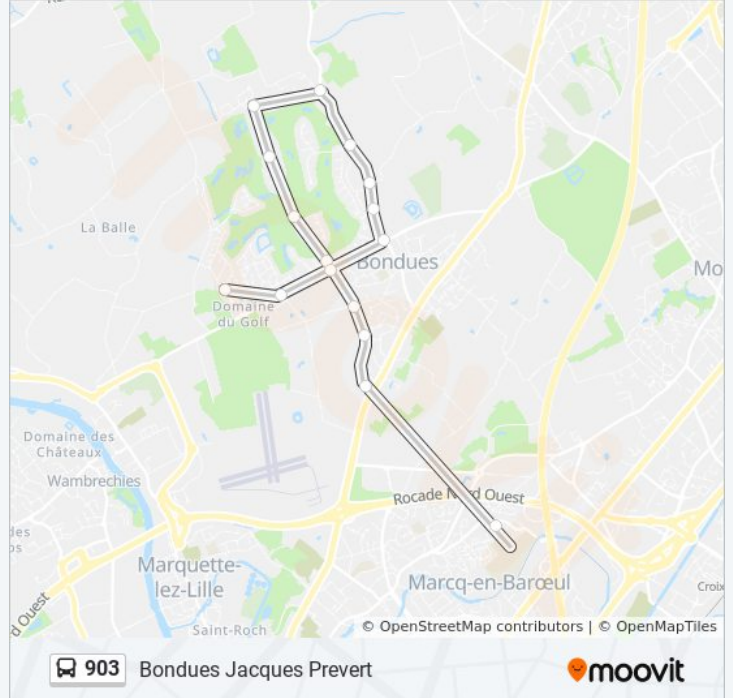 La Balle
Bondues
Mo
Domaine
du Golf
Domaine des
Châteaux
Wambrechies
Rocade Nord Ouest
des
os
Marquette-
lez-Lille
Marcq-en-Barœul
Croix
d Ouest
Saint-Roch
© OpenStreetMap contributors | © OpenMapTiles
903 Bondues Jacques Prevert
moovit